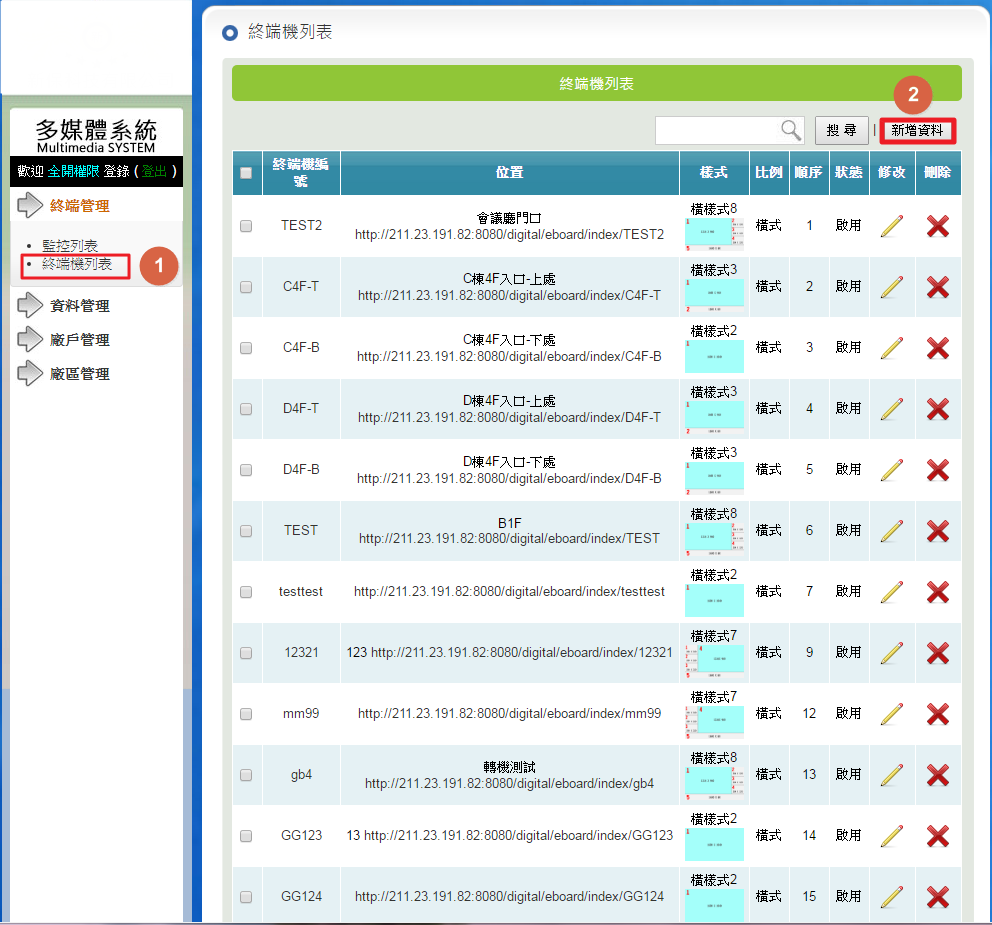 終端機列表
終端機列表
2
搜 尋 | 新增資料
多媒體系統
Multimedia SYSTEM
歡迎 全開權限 登錄 ( 登出 )
終端管理
監控列表
終端機列表
1
資料管理
廠戶管理
廠區管理
終端機編號 位置 樣式 比例 順序 狀態 修改 刪除
TEST2 會議廳門口 橫樣式8 橫式 1 啟用
http://211.23.191.82:8080/digital/eboard/index/TEST2
C4F-T C棟4F入口-上處 橫樣式3 橫式 2 啟用
http://211.23.191.82:8080/digital/eboard/index/C4F-T
C4F-B C棟4F入口-下處 橫樣式2 橫式 3 啟用
http://211.23.191.82:8080/digital/eboard/index/C4F-B
D4F-T D棟4F入口-上處 橫樣式3 橫式 4 啟用
http://211.23.191.82:8080/digital/eboard/index/D4F-T
D4F-B D棟4F入口-下處 橫樣式3 橫式 5 啟用
http://211.23.191.82:8080/digital/eboard/index/D4F-B
TEST B1F 橫樣式8 橫式 6 啟用
http://211.23.191.82:8080/digital/eboard/index/TEST
testtest http://211.23.191.82:8080/digital/eboard/index/testtest 橫樣式2 橫式 7 啟用
12321 123 http://211.23.191.82:8080/digital/eboard/index/12321 橫樣式7 橫式 9 啟用
mm99 http://211.23.191.82:8080/digital/eboard/index/mm99 橫樣式7 橫式 12 啟用
gb4 轉機測試 橫樣式8 橫式 13 啟用
http://211.23.191.82:8080/digital/eboard/index/gb4
GG123 13 http://211.23.191.82:8080/digital/eboard/index/GG123 橫樣式2 橫式 14 啟用
GG124 http://211.23.191.82:8080/digital/eboard/index/GG124 橫樣式2 橫式 15 啟用